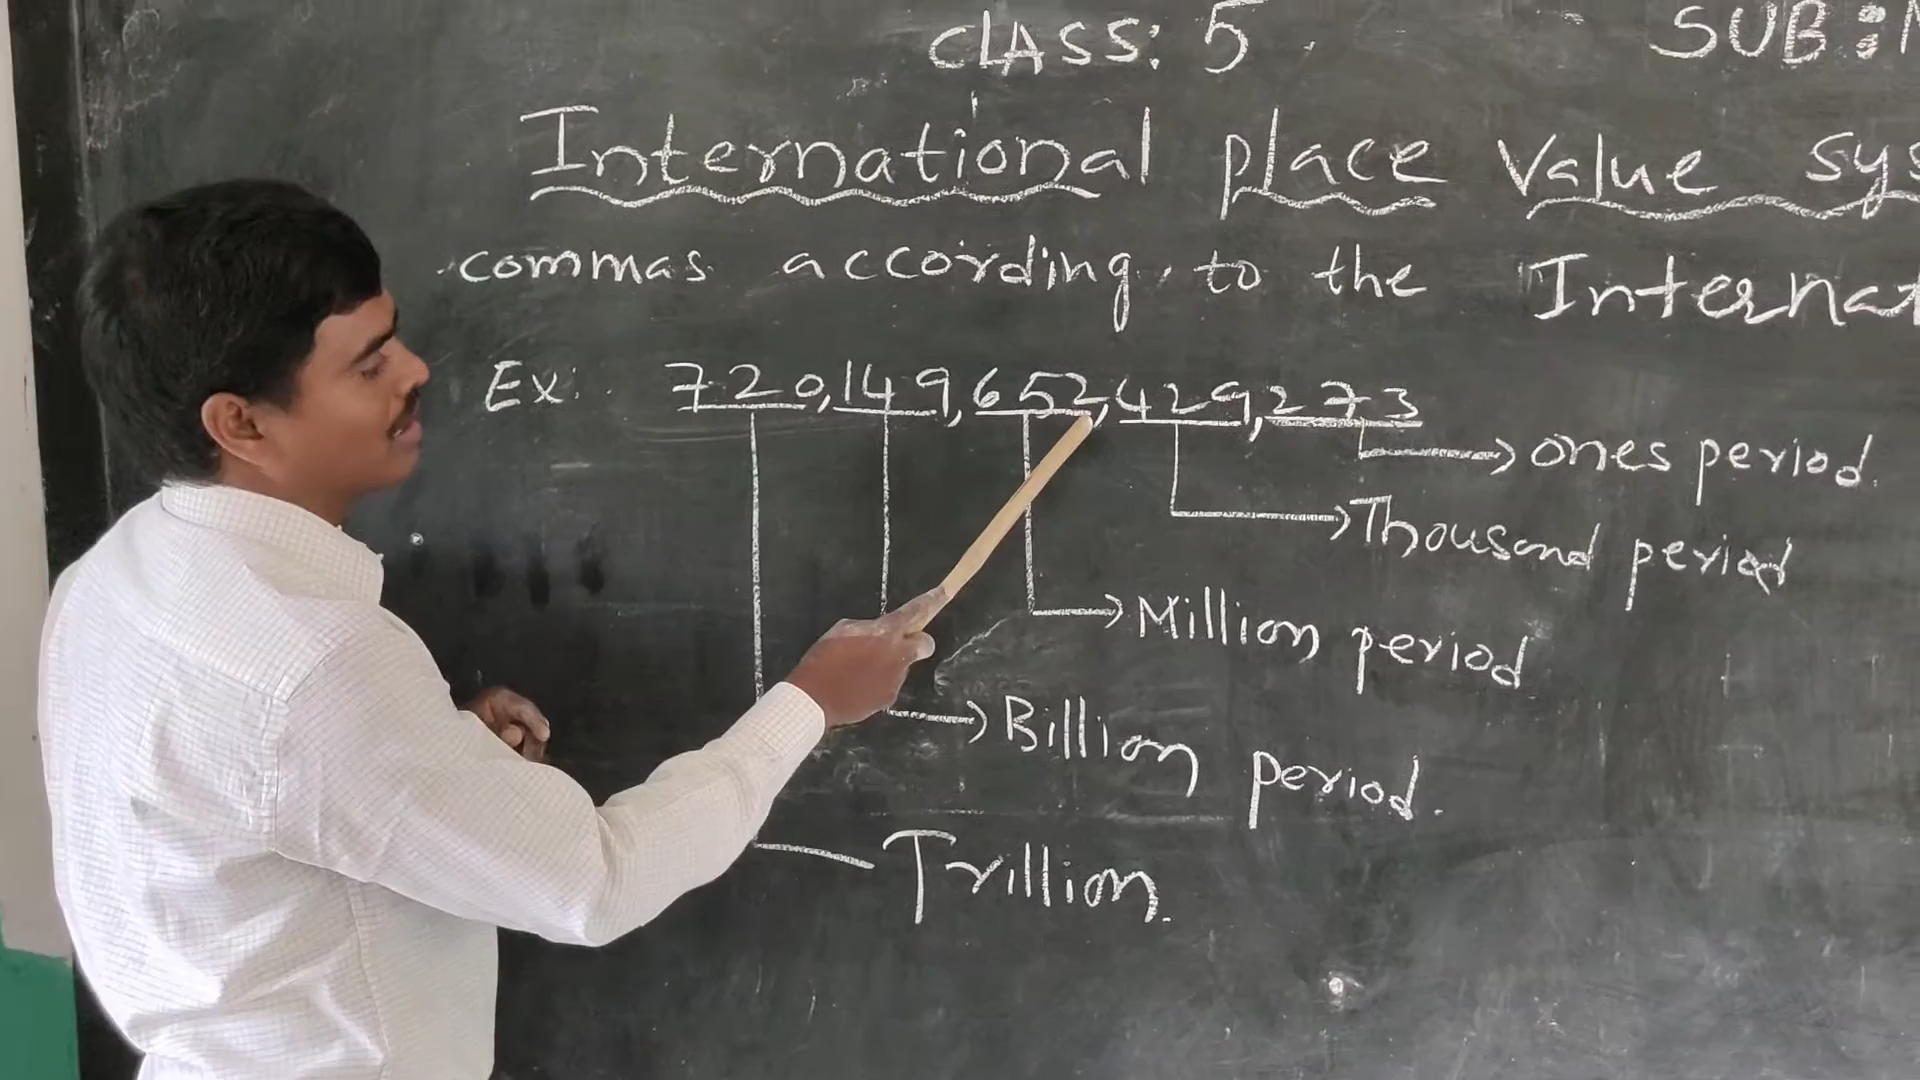 CLASS: 5 SUB:
International place Value sys
commas according to the Internat
Ex: 720,149,652,429,273
ones period.
Thousand period
Million period
Billion period.
Trillion.